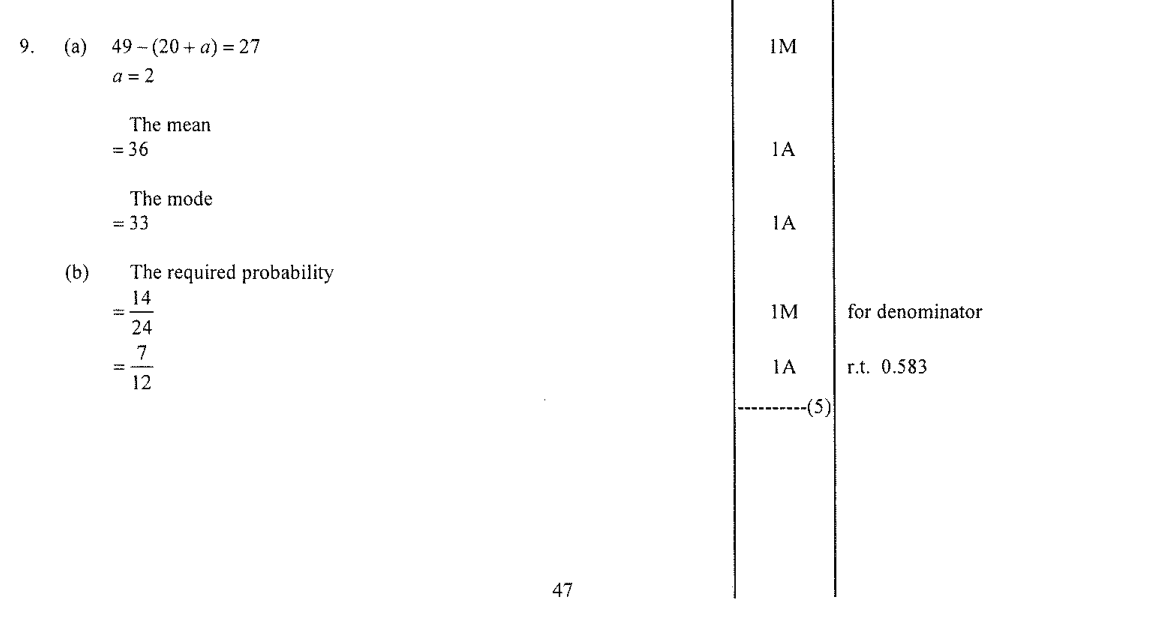 9. (a) 49 – (20 + a) = 27 1M
a = 2
The mean
= 36 1A
The mode
= 33 1A
(b) The required probability
= 14/24 1M for denominator
= 7/12 1A r.t. 0.583
----------(5)
47